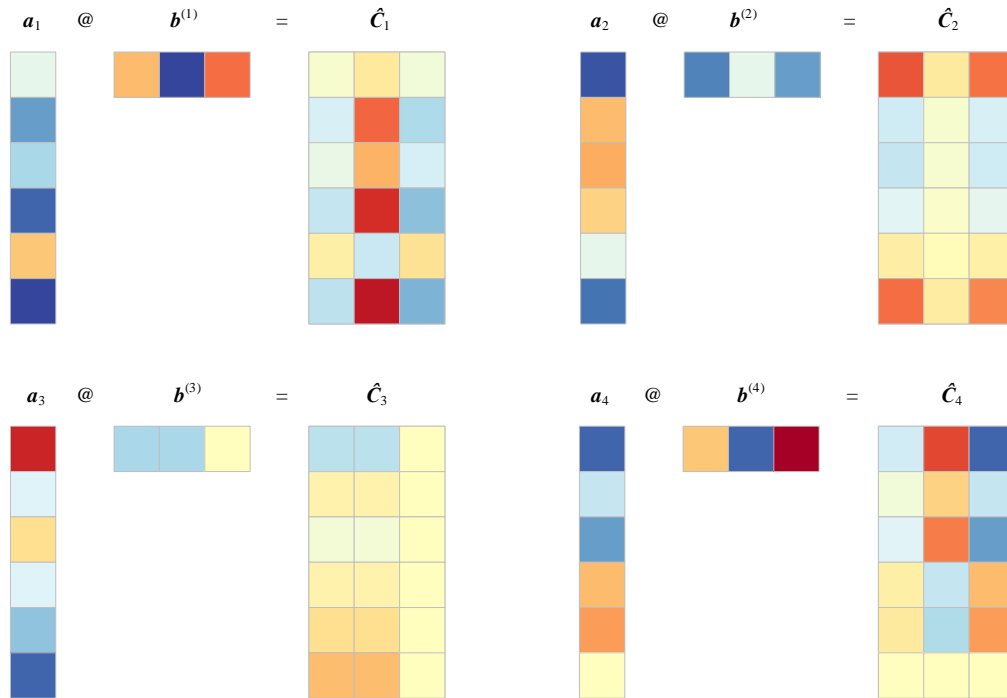 a₁ @ b⁽¹⁾ = Ĉ₁ a₂ @ b⁽²⁾ = Ĉ₂
a₃ @ b⁽³⁾ = Ĉ₃ a₄ @ b⁽⁴⁾ = Ĉ₄